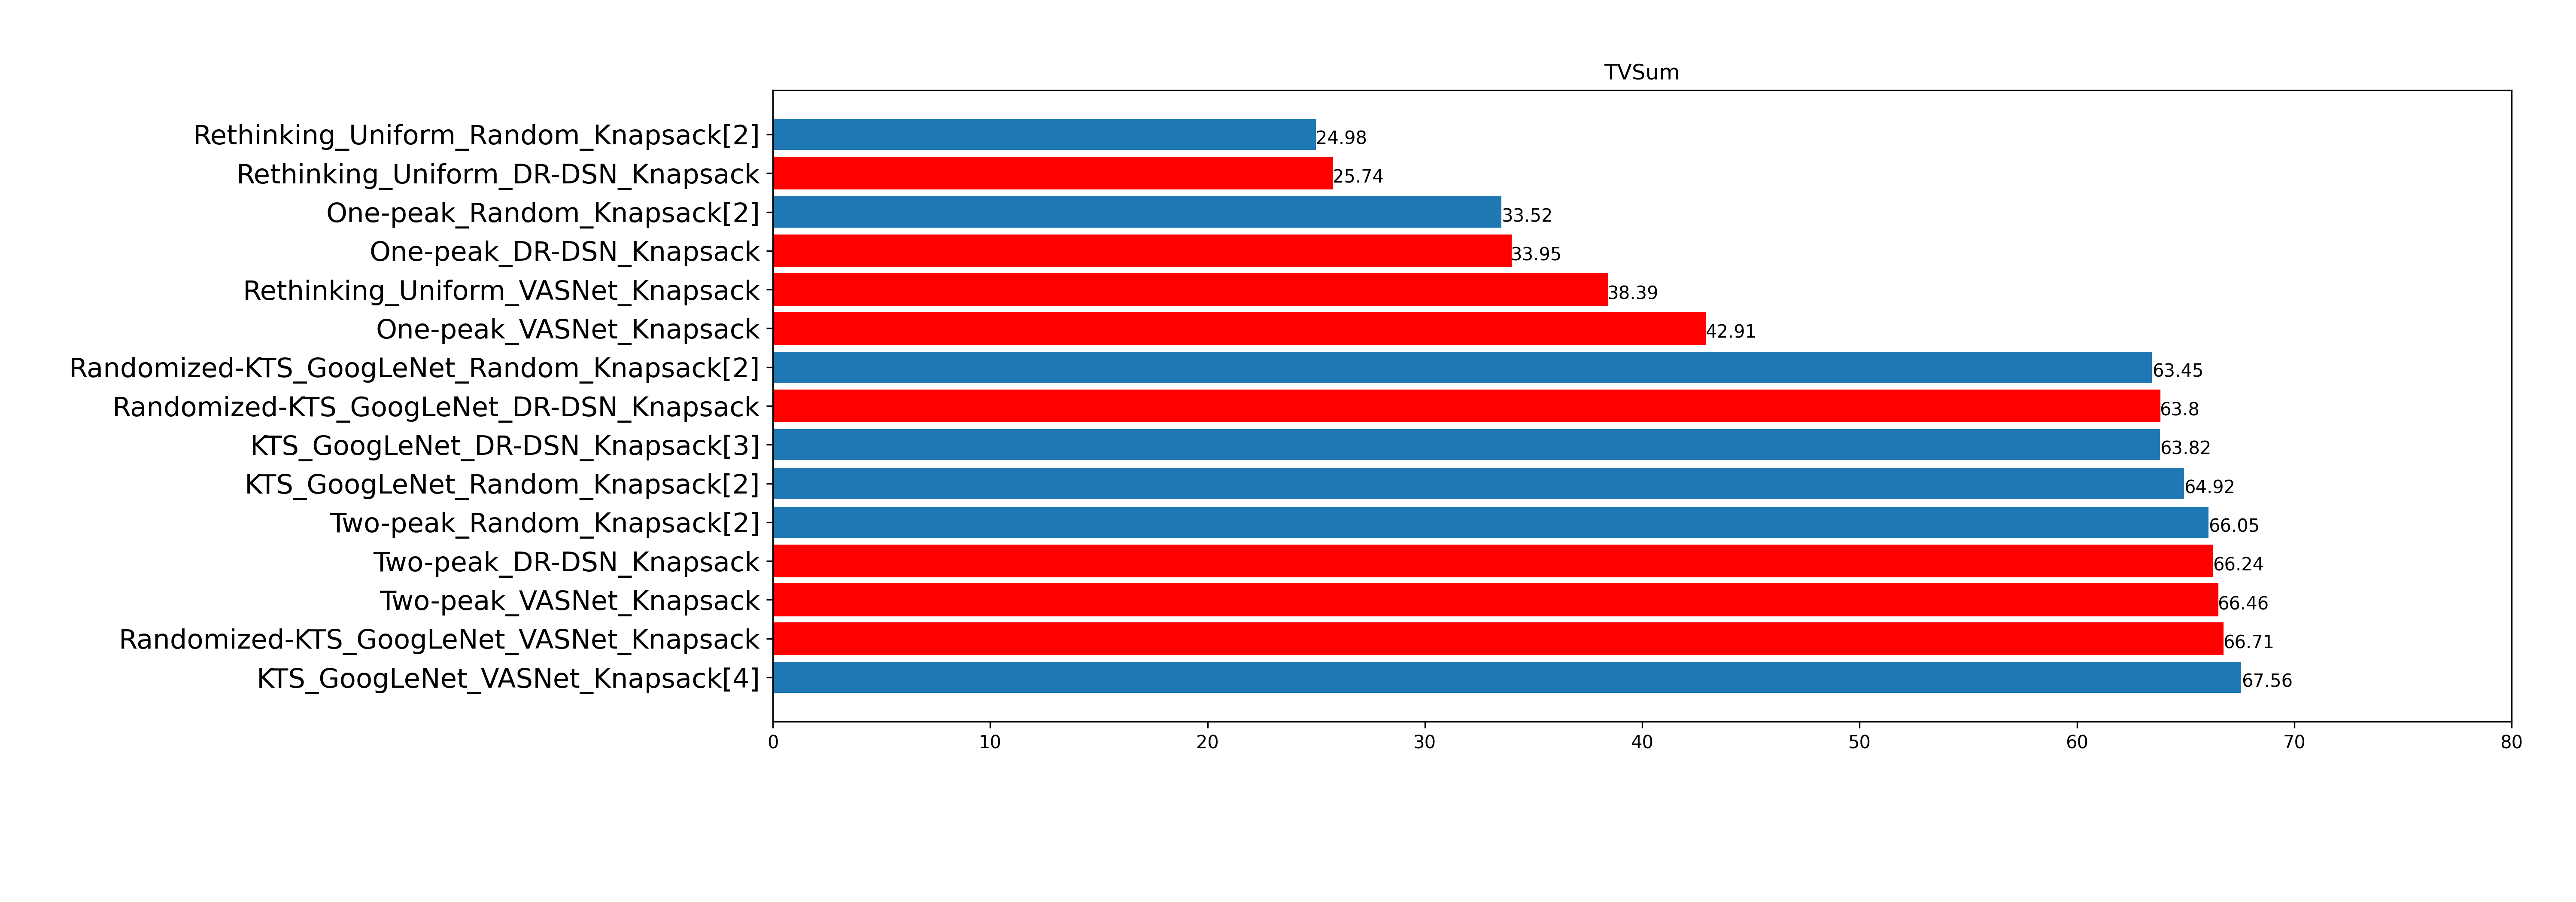 TVSum
Rethinking_Uniform_Random_Knapsack[2] 24.98
Rethinking_Uniform_DR-DSN_Knapsack 25.74
One-peak_Random_Knapsack[2] 33.52
One-peak_DR-DSN_Knapsack 33.95
Rethinking_Uniform_VASNet_Knapsack 38.39
One-peak_VASNet_Knapsack 42.91
Randomized-KTS_GoogLeNet_Random_Knapsack[2] 63.45
Randomized-KTS_GoogLeNet_DR-DSN_Knapsack 63.8
KTS_GoogLeNet_DR-DSN_Knapsack[3] 63.82
KTS_GoogLeNet_Random_Knapsack[2] 64.92
Two-peak_Random_Knapsack[2] 66.05
Two-peak_DR-DSN_Knapsack 66.24
Two-peak_VASNet_Knapsack 66.46
Randomized-KTS_GoogLeNet_VASNet_Knapsack 66.71
KTS_GoogLeNet_VASNet_Knapsack[4] 67.56
0 10 20 30 40 50 60 70 80